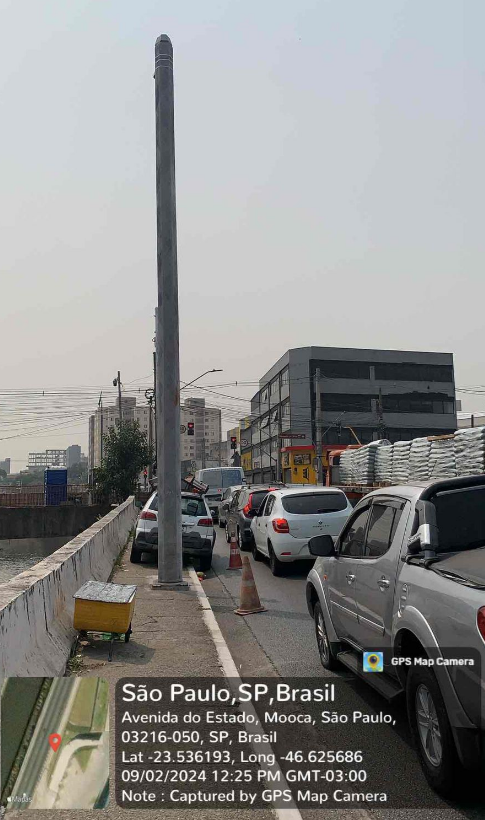 GPS Map Camera
São Paulo,SP,Brasil
Avenida do Estado, Mooca, São Paulo,
03216-050, SP, Brasil
Lat -23.536193, Long -46.625686
09/02/2024 12:25 PM GMT-03:00
Note : Captured by GPS Map Camera
Mapas